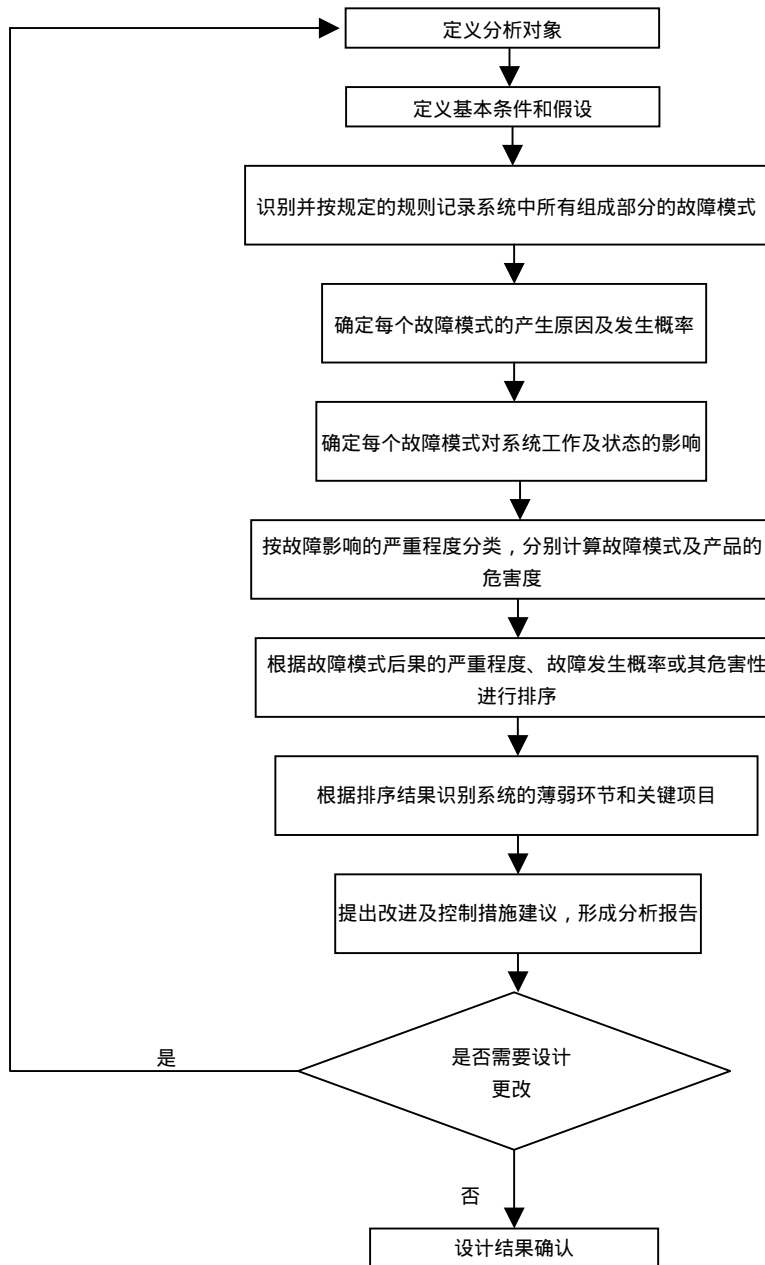 定义分析对象
定义基本条件和假设
识别并按规定的规则记录系统中所有组成部分的故障模式
确定每个故障模式的产生原因及发生概率
确定每个故障模式对系统工作及状态的影响
按故障影响的严重程度分类，分别计算故障模式及产品的
危害度
根据故障模式后果的严重程度、故障发生概率或其危害性
进行排序
根据排序结果识别系统的薄弱环节和关键项目
提出改进及控制措施建议，形成分析报告
是否需要设计
更改
是
否
设计结果确认